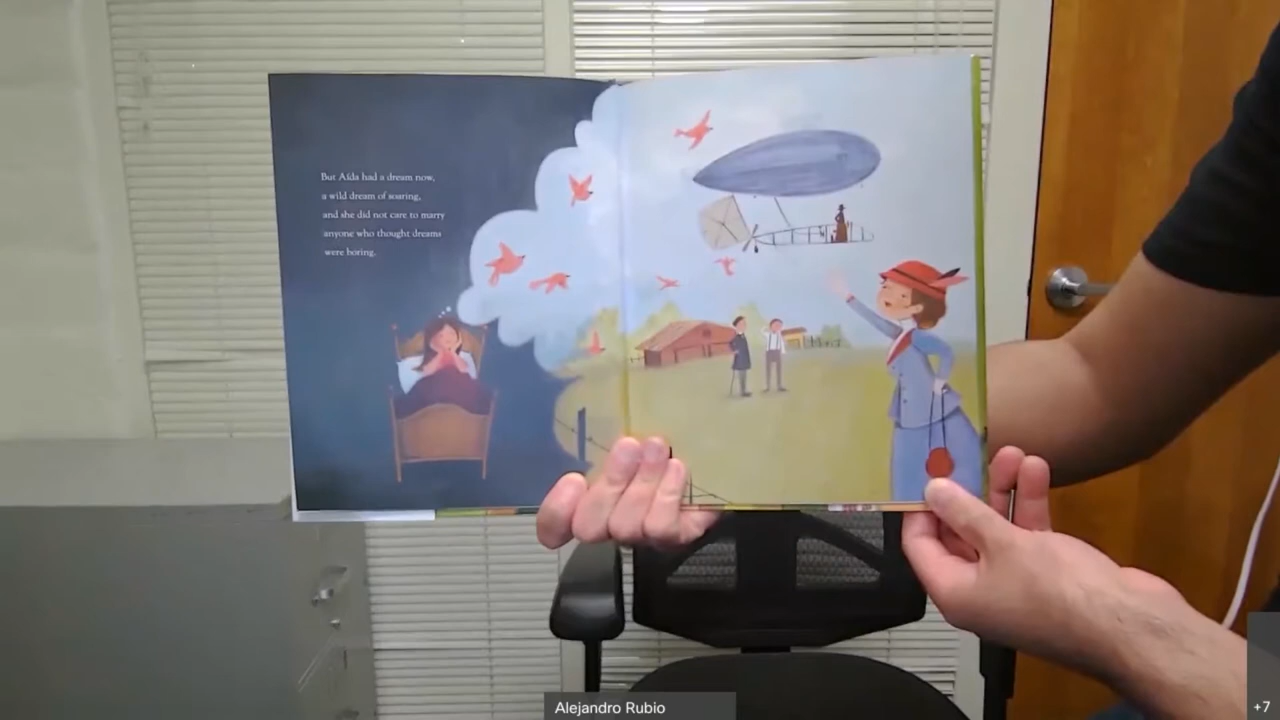 But Aída had a dream now,
a wild dream of soaring,
and she did not care to marry
anyone who thought dreams
were boring.
Alejandro Rubio
+7